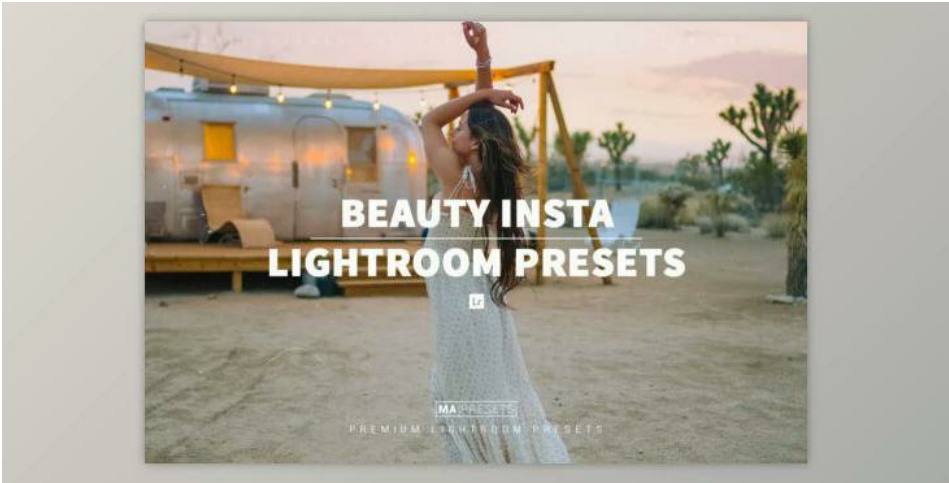 BEAUTY INSTA
LIGHTROOM PRESETS
Lr
MA PRESETS
PREMIUM LIGHTROOM PRESETS